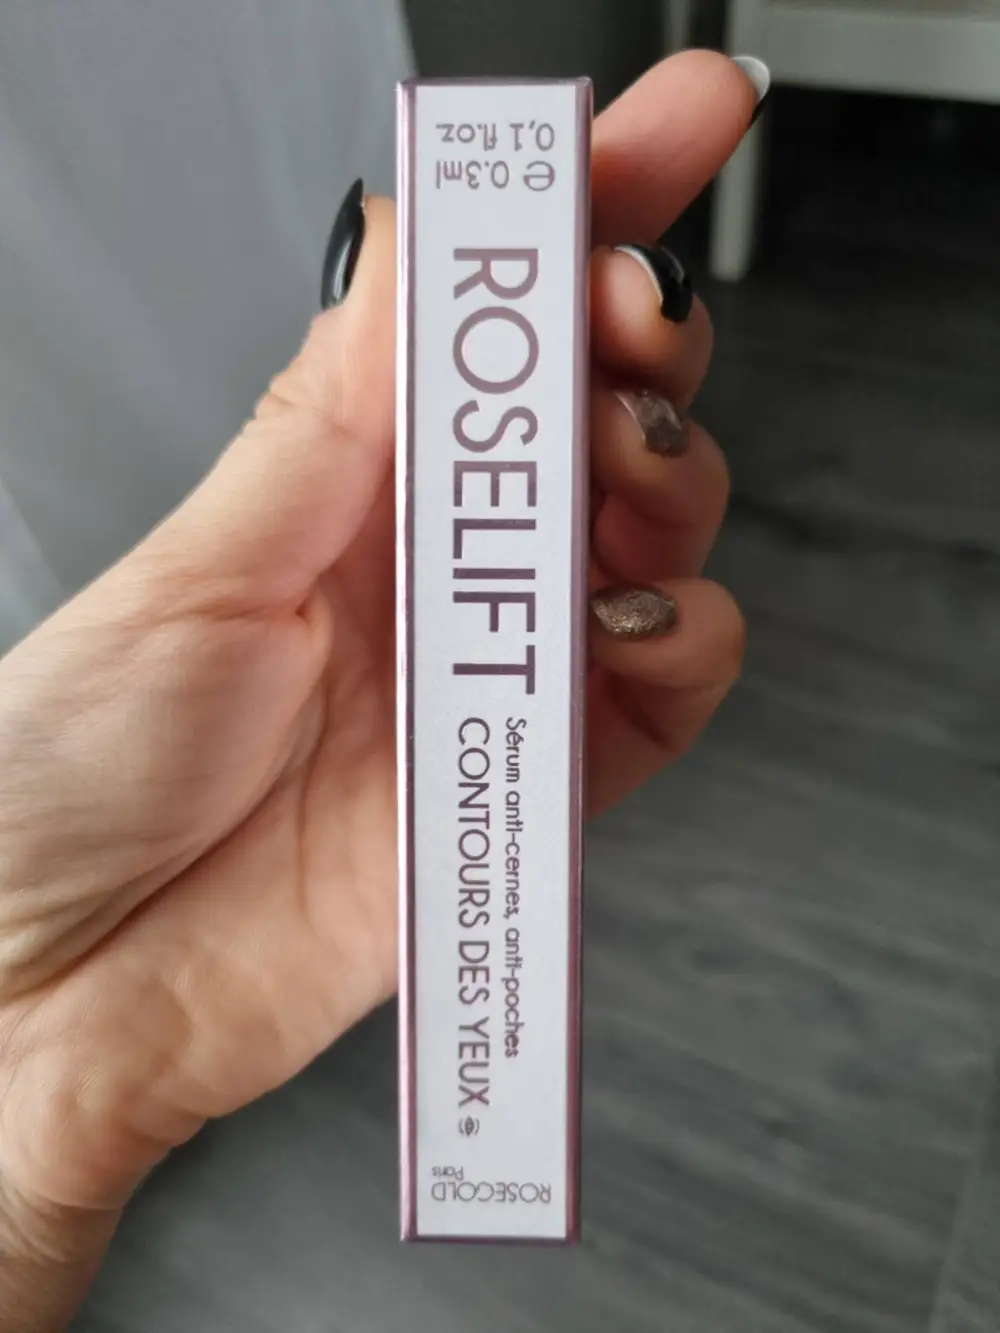 ROSELIFT
Sérum anti-cernes, anti-poches
CONTOURS DES YEUX
ROSEGOLD
Paris
℮ 0.3ml
0,1 fl.oz